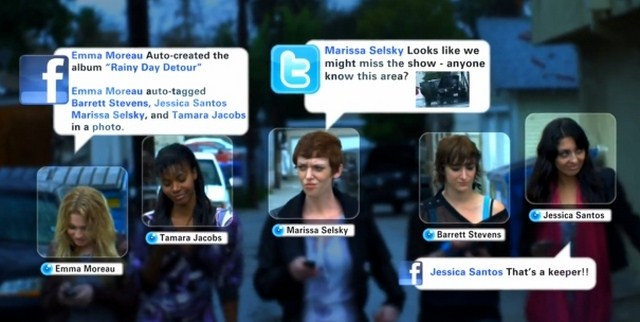 Emma Moreau Auto-created the
album "Rainy Day Detour"
Emma Moreau auto-tagged
Barrett Stevens, Jessica Santos
Marissa Selsky, and Tamara Jacobs
in a photo.
Marissa Selsky Looks like we
might miss the show - anyone
know this area?
Emma Moreau
Tamara Jacobs
Marissa Selsky
Barrett Stevens
Jessica Santos
Jessica Santos That's a keeper!!